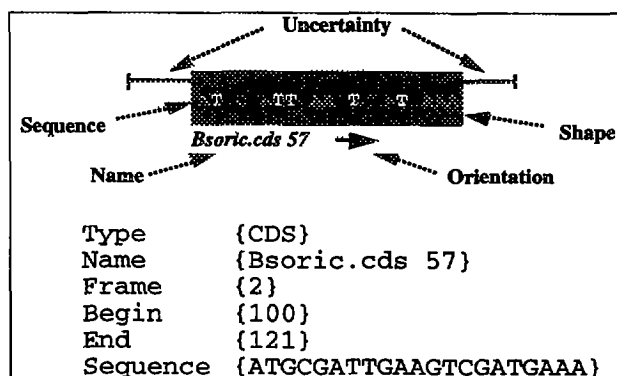 Uncertainty
T TT T T
Sequence
Shape
Bsoric.cds 57
Name
Orientation
Type {CDS}
Name {Bsoric.cds 57}
Frame {2}
Begin {100}
End {121}
Sequence {ATGCGATTGAAGTCGATGAAA}